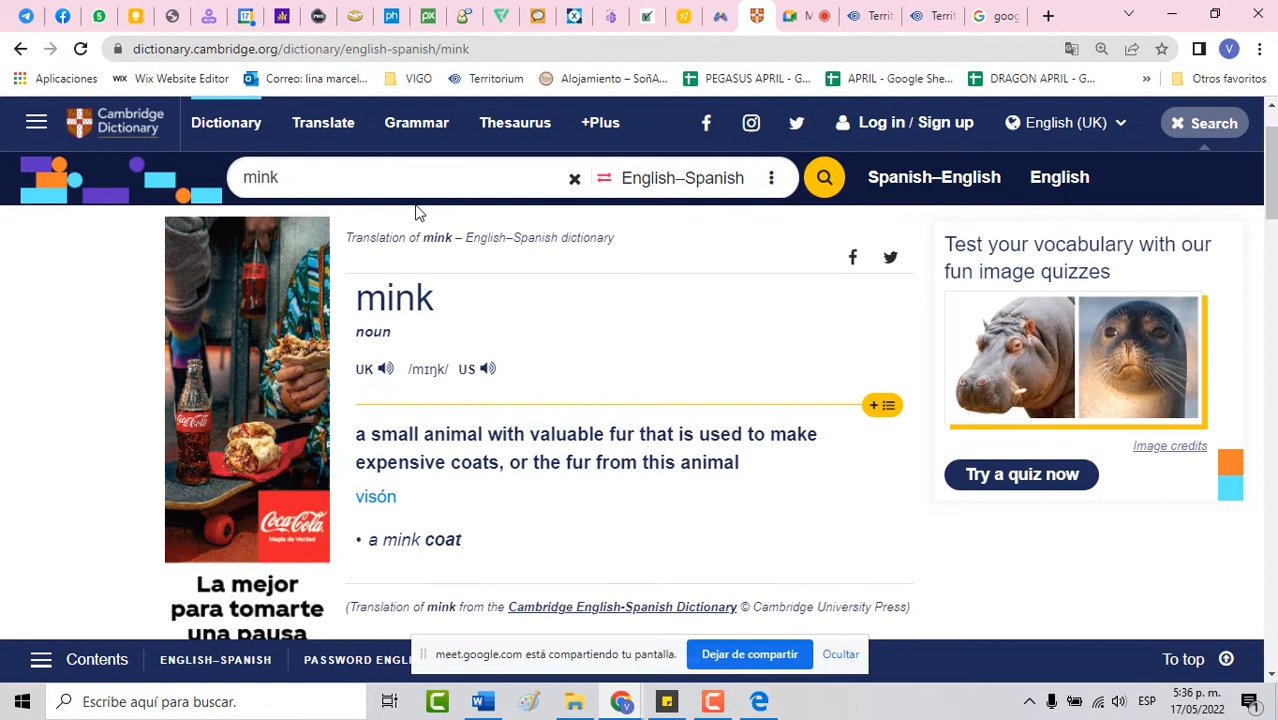 M
Territ
Territ
goog
dictionary.cambridge.org/dictionary/english-spanish/mink
V
Aplicaciones
WIX Wix Website Editor
Correo: lina marcel...
VIGO
Territorium
Alojamiento – SoñA...
PEGASUS APRIL - G...
APRIL - Google She...
DRAGON APRIL - G...
»
Otros favoritos
Cambridge
Dictionary
Dictionary
Translate
Grammar
Thesaurus
+Plus
Log in / Sign up
English (UK)
Search
mink
English–Spanish
Spanish–English
English
Translation of mink – English–Spanish dictionary
mink
noun
UK /mɪŋk/ US
a small animal with valuable fur that is used to make
expensive coats, or the fur from this animal
visón
• a mink coat
(Translation of mink from the Cambridge English-Spanish Dictionary © Cambridge University Press)
Coca-Cola
Magia de Verdad
La mejor
para tomarte
una pausa
Test your vocabulary with our
fun image quizzes
Image credits
Try a quiz now
Contents
ENGLISH–SPANISH
PASSWORD ENGLI
To top
meet.google.com está compartiendo tu pantalla.
Dejar de compartir
Ocultar
Escribe aquí para buscar.
ESP
5:36 p. m.
17/05/2022